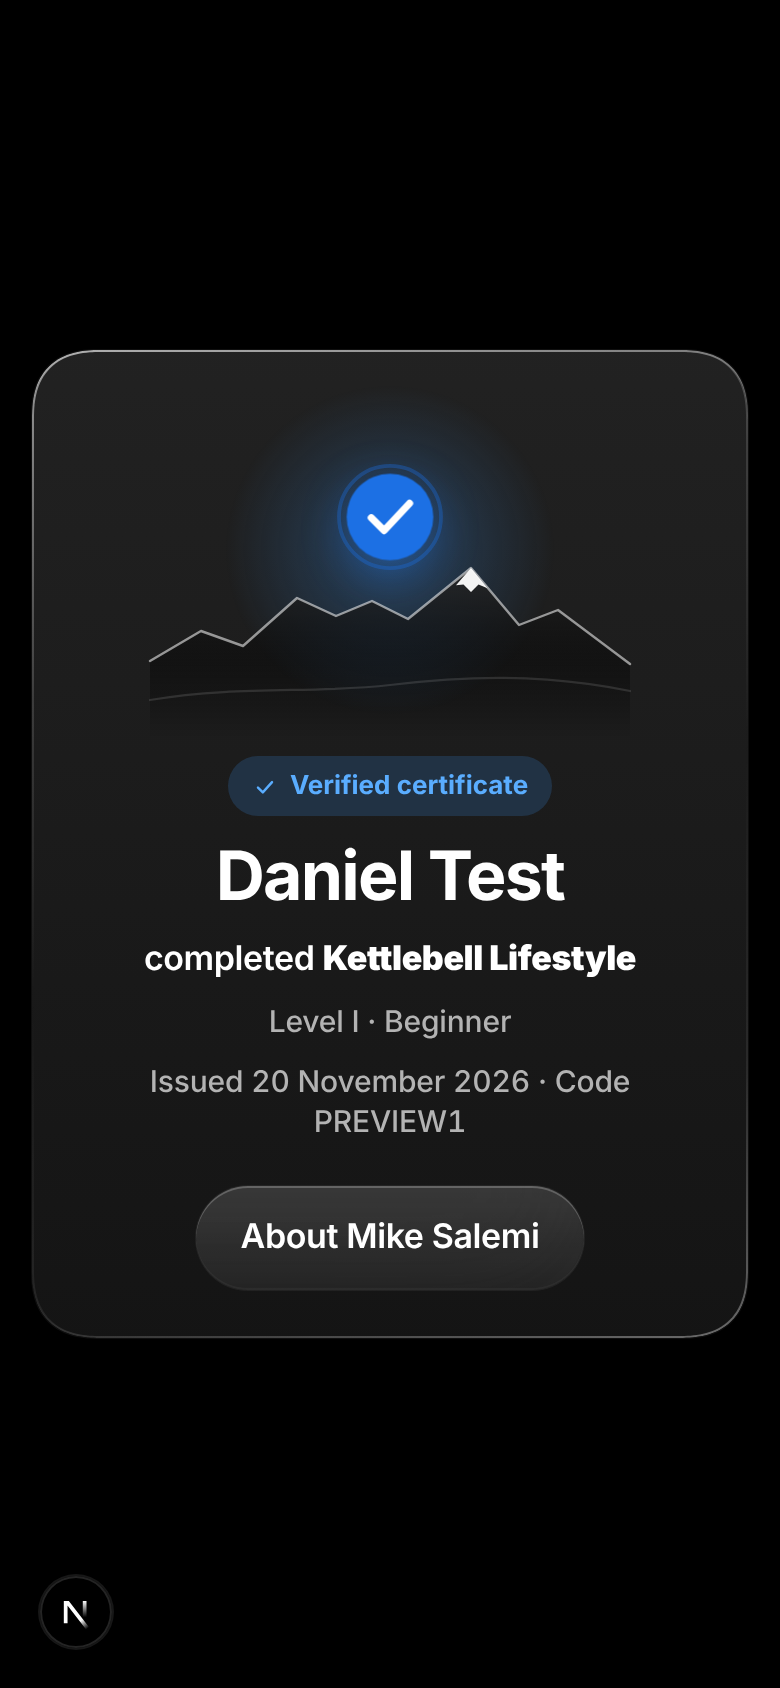 Verified certificate
Daniel Test
completed Kettlebell Lifestyle
Level I · Beginner
Issued 20 November 2026 · Code
PREVIEW1
About Mike Salemi
N